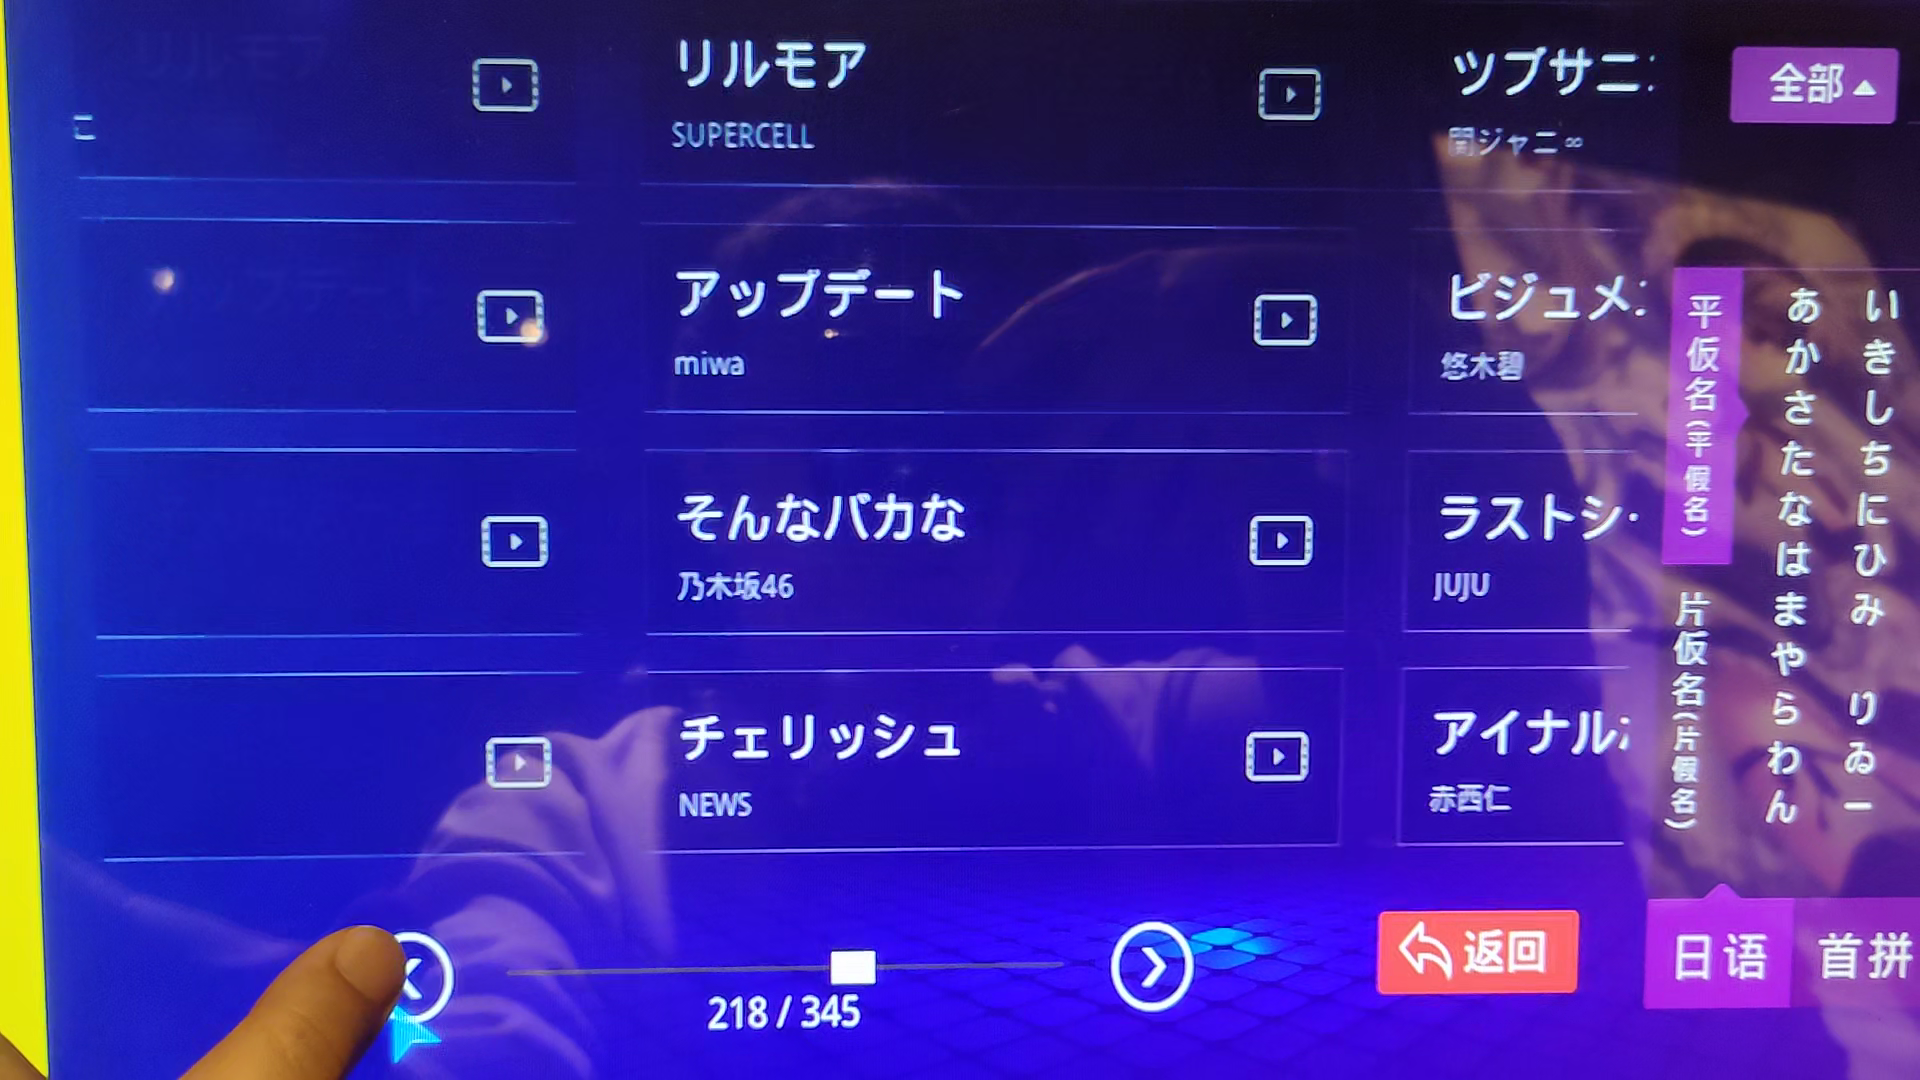 リルモア
SUPERCELL
ツブサニ
関ジャニ∞
全部
アップデート
miwa
ビジュメ
悠木碧
そんなバカな
乃木坂46
ラストシ
JUJU
チェリッシュ
NEWS
アイナル
赤西仁
平仮名(平假名)
片仮名(片假名)
あかさたなはまやらわん
いきしちにひみ りゐー
218 / 345
返回
日语
首拼